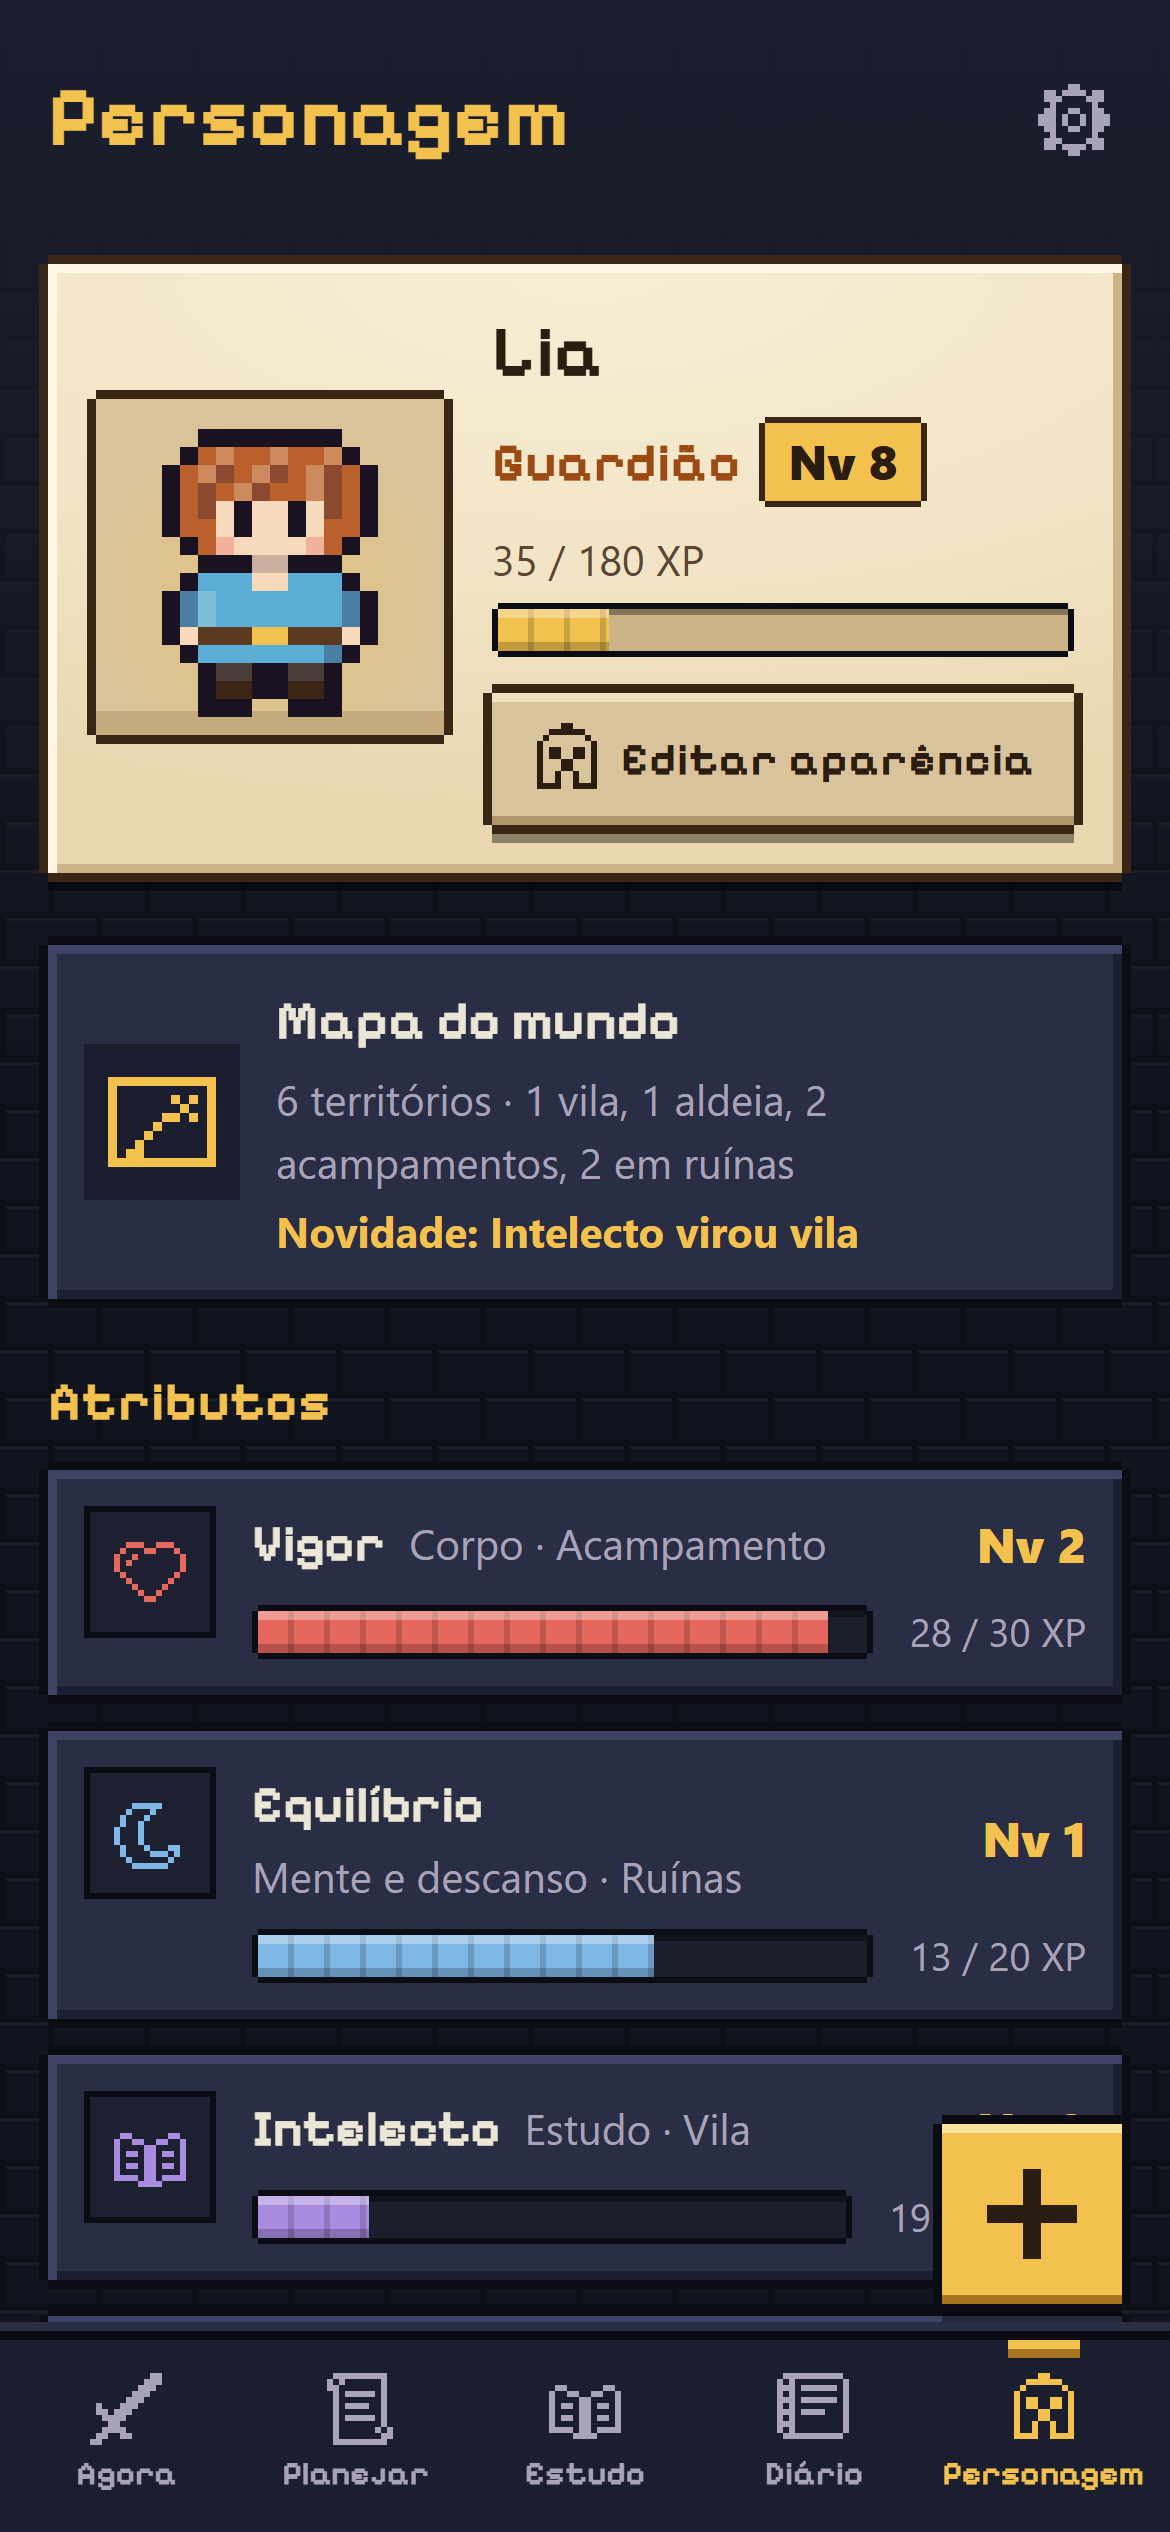 Personagem
Lia
Guardião Nv 8
35 / 180 XP
Editar aparência
Mapa do mundo
6 territórios · 1 vila, 1 aldeia, 2
acampamentos, 2 em ruínas
Novidade: Intelecto virou vila
Atributos
Vigor Corpo · Acampamento Nv 2
28 / 30 XP
Equilíbrio
Mente e descanso · Ruínas
Nv 1
13 / 20 XP
Intelecto Estudo · Vila
19
Agora Planejar Estudo Diário Personagem